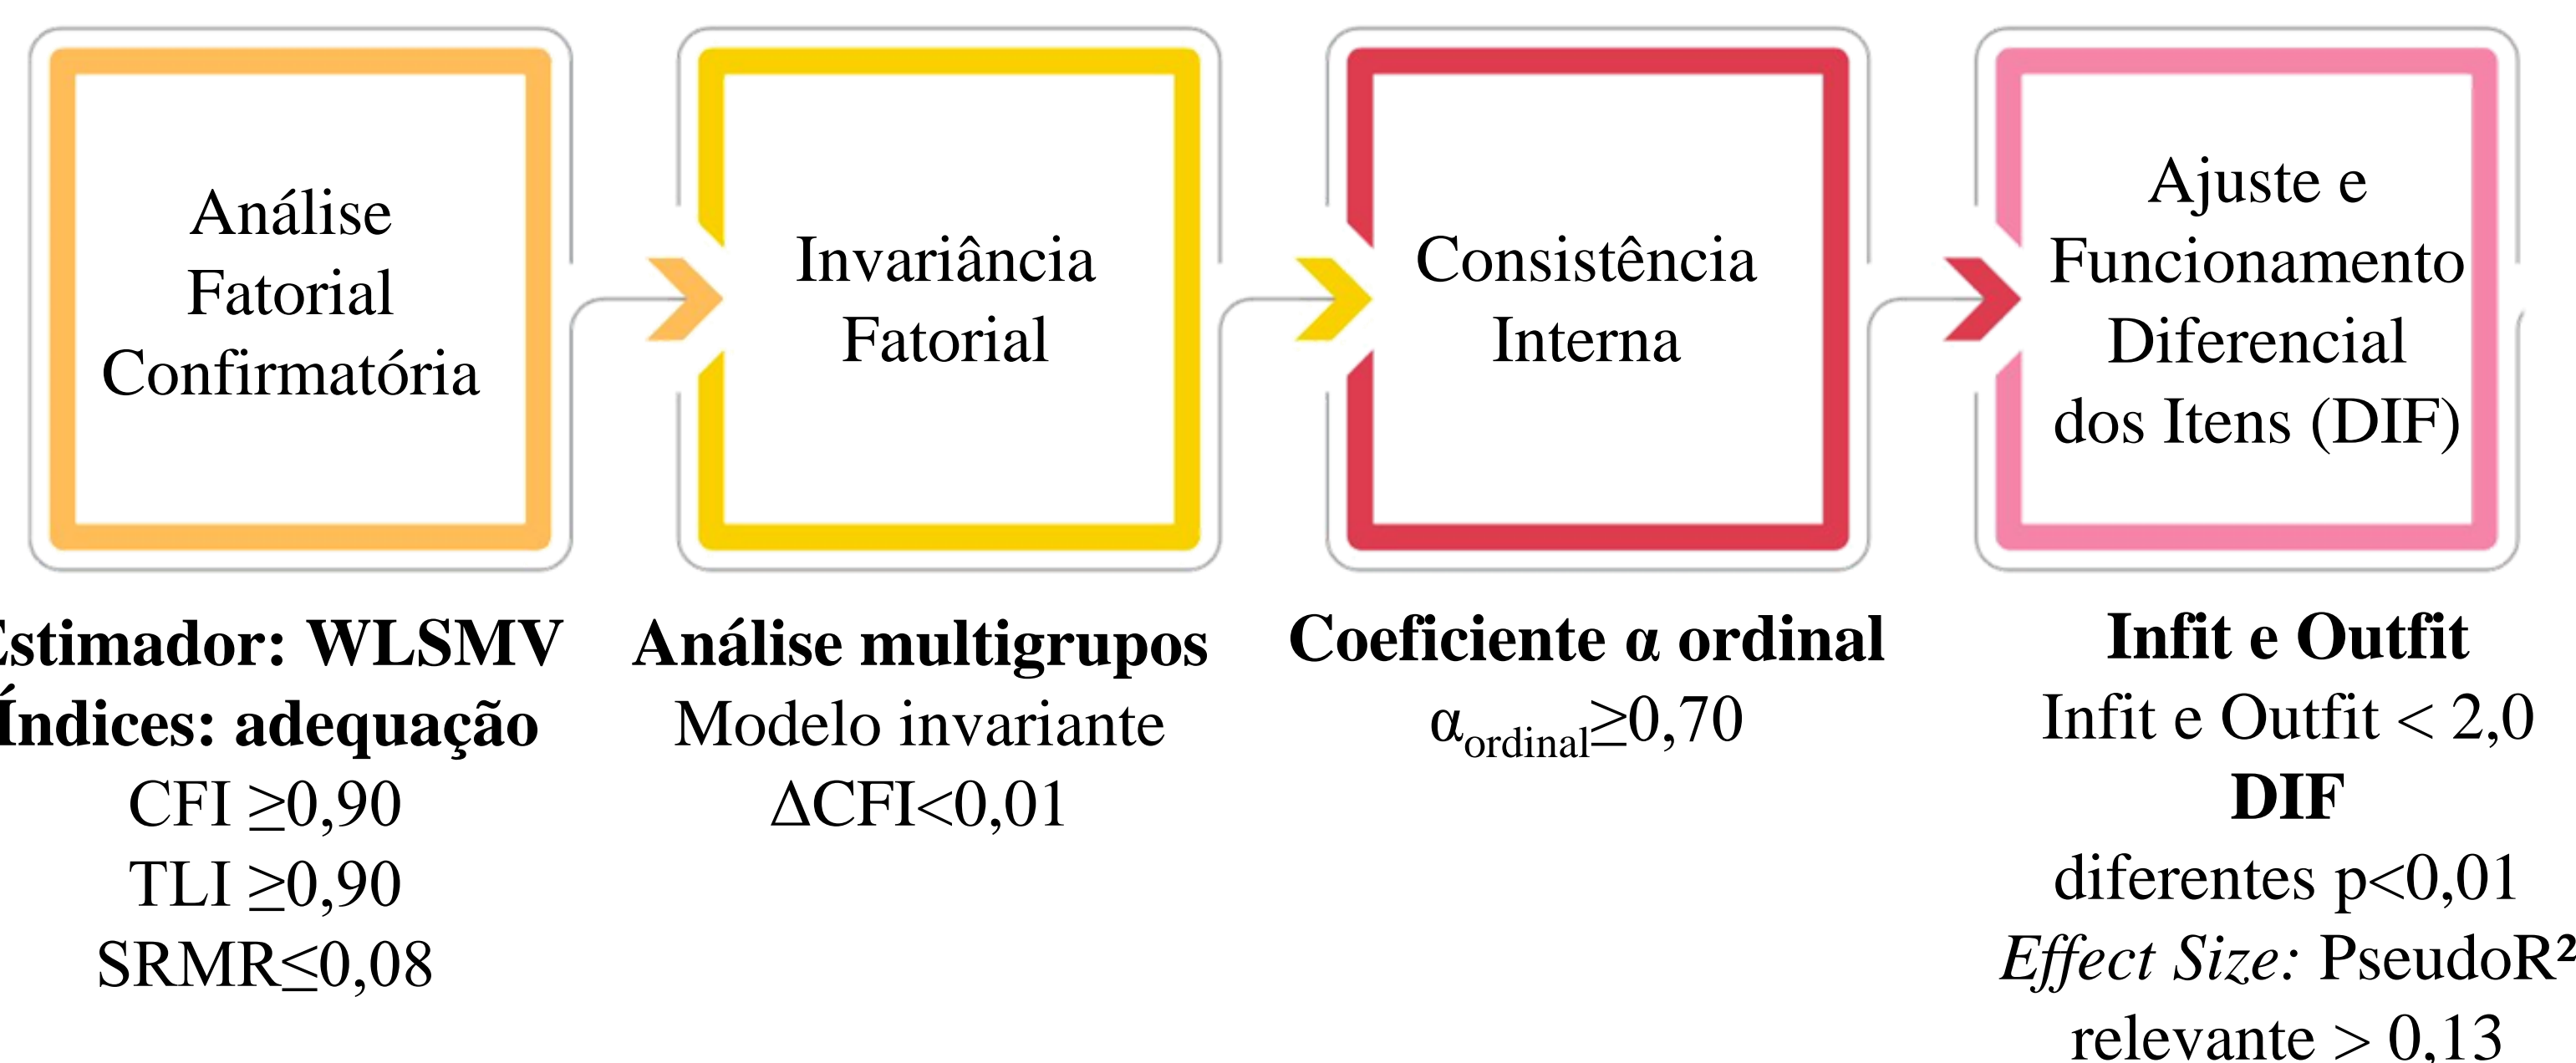 Análise
Fatorial
Confirmatória
Invariância
Fatorial
Consistência
Interna
Ajuste e
Funcionamento
Diferencial
dos Itens (DIF)
Estimador: WLSMV
Índices: adequação
CFI ≥0,90
TLI ≥0,90
SRMR≤0,08
Análise multigrupos
Modelo invariante
ΔCFI<0,01
Coeficiente α ordinal
αordinal≥0,70
Infit e Outfit
Infit e Outfit < 2,0
DIF
diferentes p<0,01
Effect Size: PseudoR²
relevante > 0,13